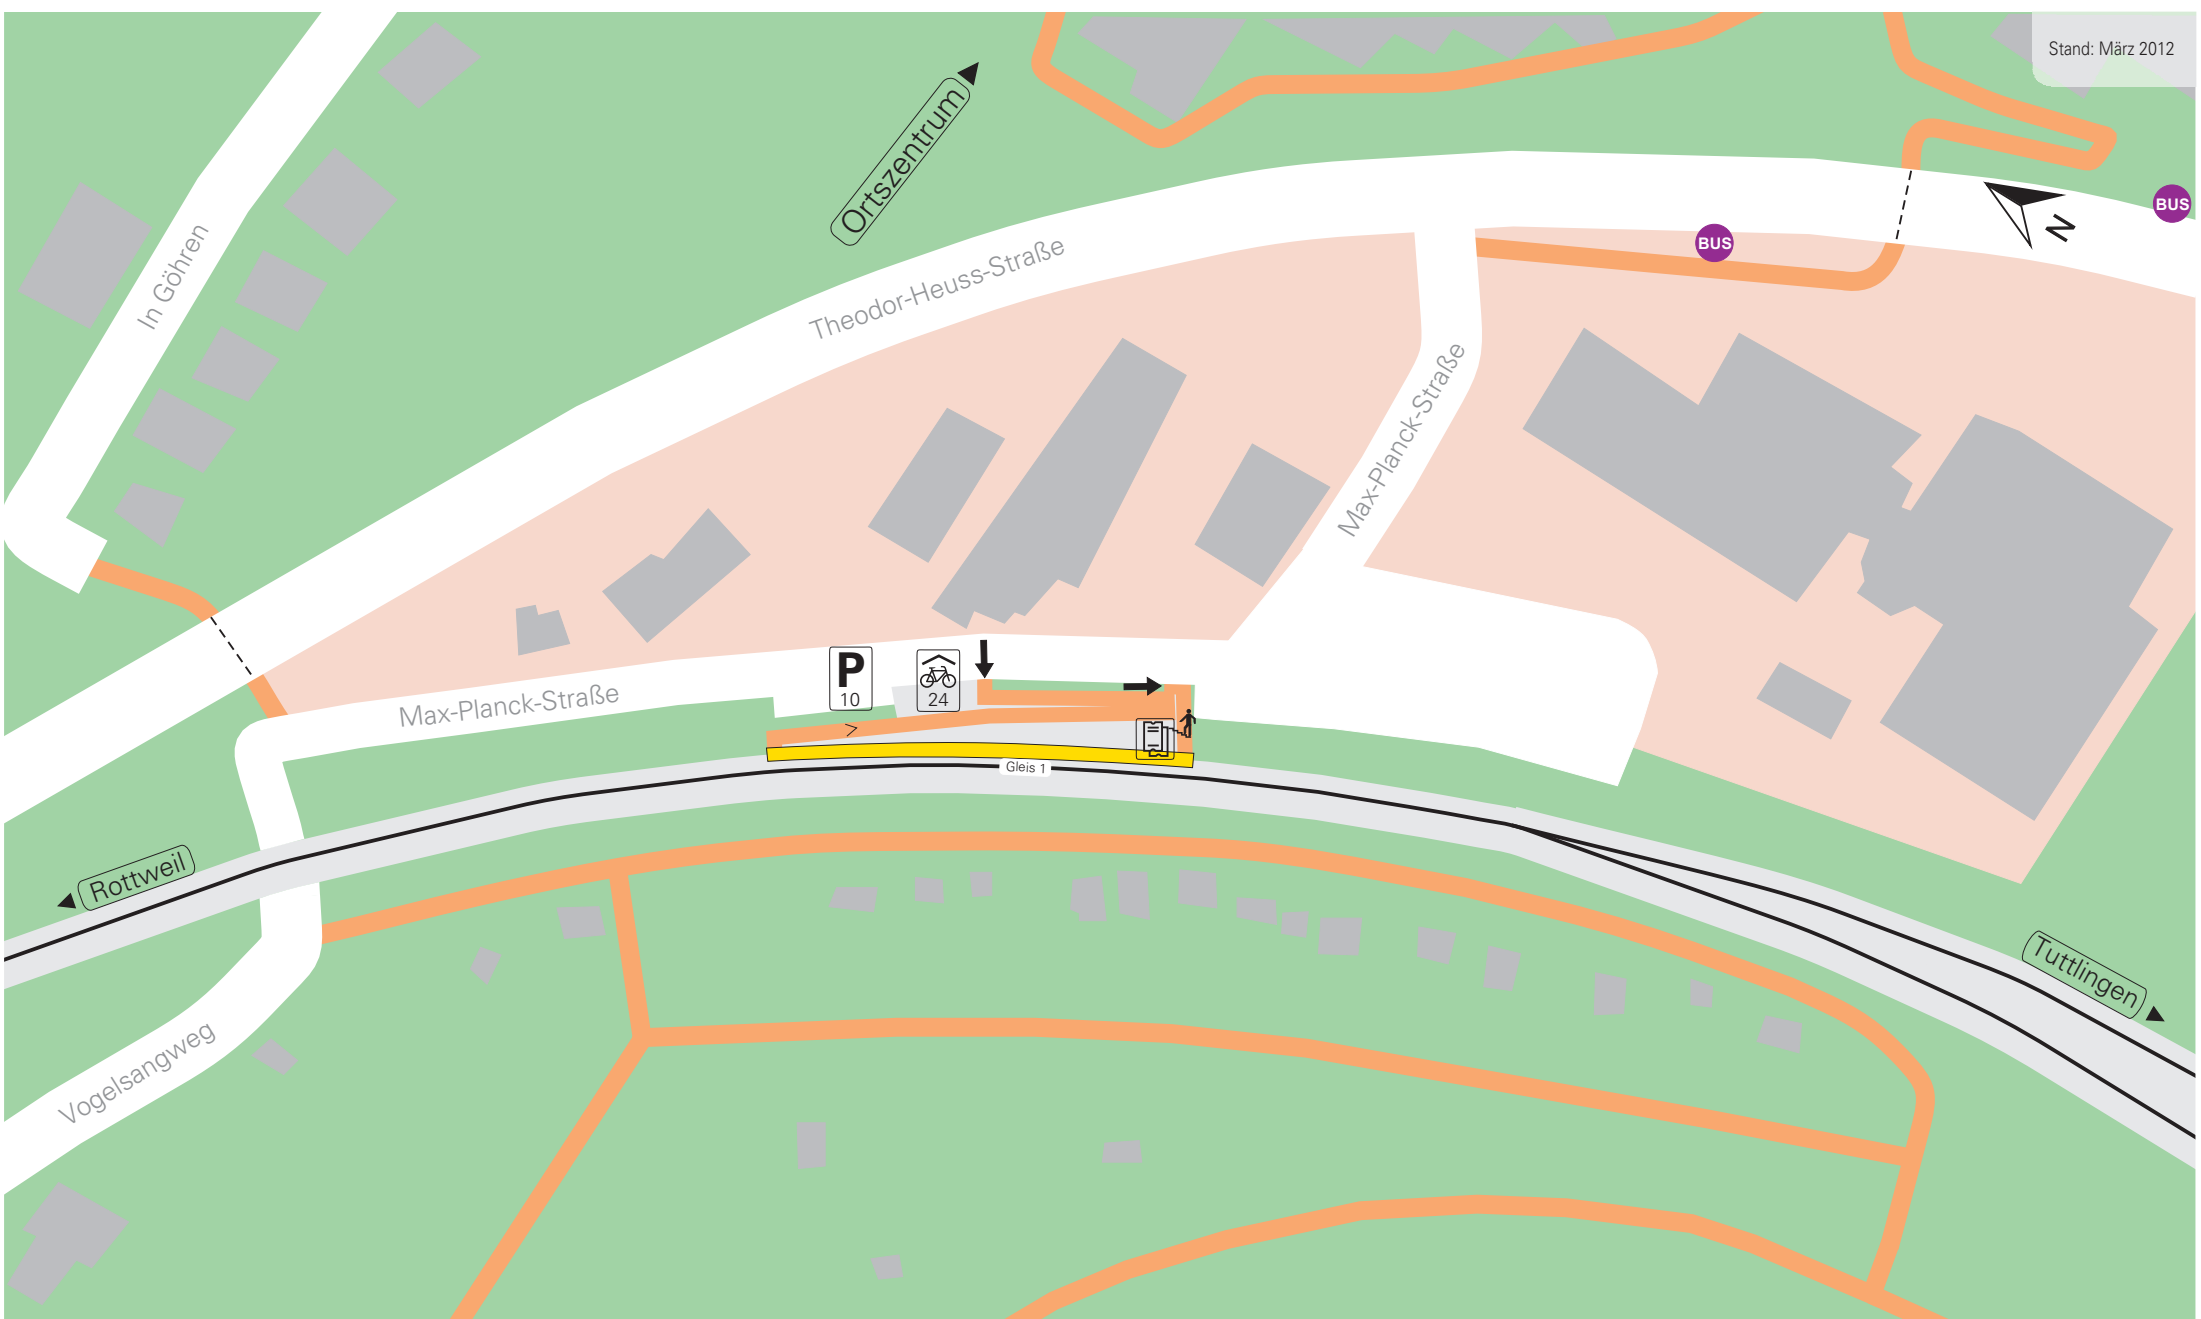 Stand: März 2012
Ortszentrum
BUS
BUS
N
In Göhren
Theodor-Heuss-Straße
Max-Planck-Straße
P
10
24
Max-Planck-Straße
Gleis 1
Rottweil
Tuttlingen
Vogelsangweg